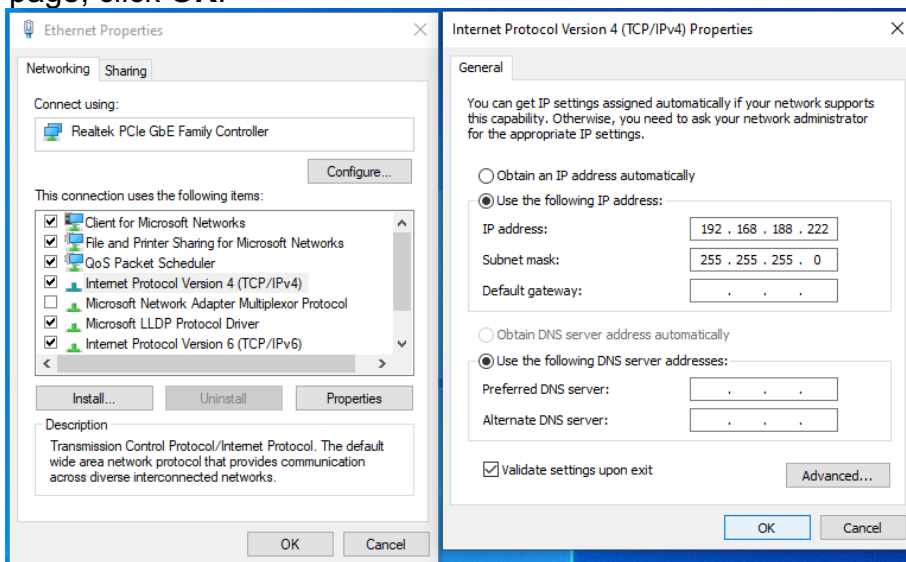 page, click OK.
Ethernet Properties
Networking Sharing
Connect using:
Realtek PCIe GbE Family Controller
Configure...
This connection uses the following items:
Client for Microsoft Networks
File and Printer Sharing for Microsoft Networks
QoS Packet Scheduler
Internet Protocol Version 4 (TCP/IPv4)
Microsoft Network Adapter Multiplexor Protocol
Microsoft LLDP Protocol Driver
Internet Protocol Version 6 (TCP/IPv6)
Install... Uninstall Properties
Description
Transmission Control Protocol/Internet Protocol. The default
wide area network protocol that provides communication
across diverse interconnected networks.
OK Cancel
Internet Protocol Version 4 (TCP/IPv4) Properties
General
You can get IP settings assigned automatically if your network supports
this capability. Otherwise, you need to ask your network administrator
for the appropriate IP settings.
Obtain an IP address automatically
Use the following IP address:
IP address: 192 . 168 . 188 . 222
Subnet mask: 255 . 255 . 255 . 0
Default gateway: . . .
Obtain DNS server address automatically
Use the following DNS server addresses:
Preferred DNS server: . . .
Alternate DNS server: . . .
Validate settings upon exit
Advanced...
OK Cancel